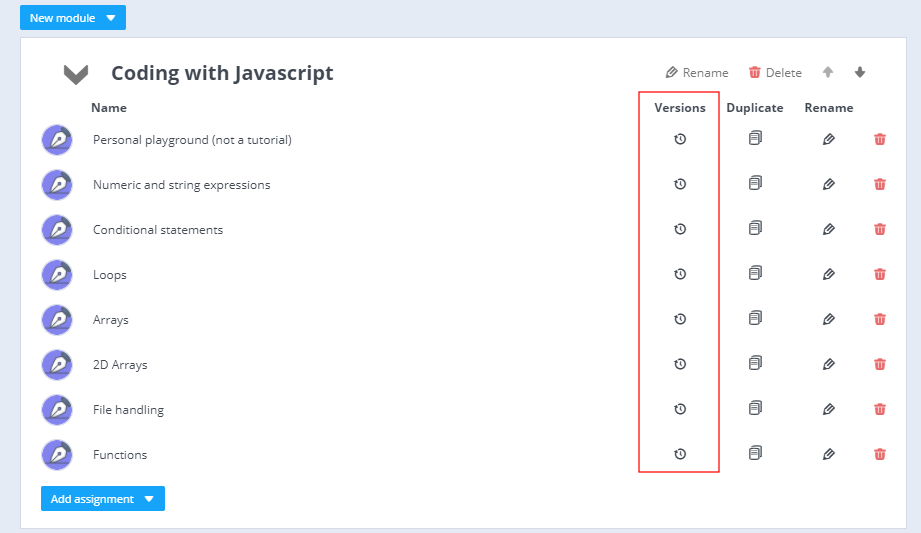 New module
Coding with Javascript
Rename Delete
Name Versions Duplicate Rename
Personal playground (not a tutorial)
Numeric and string expressions
Conditional statements
Loops
Arrays
2D Arrays
File handling
Functions
Add assignment